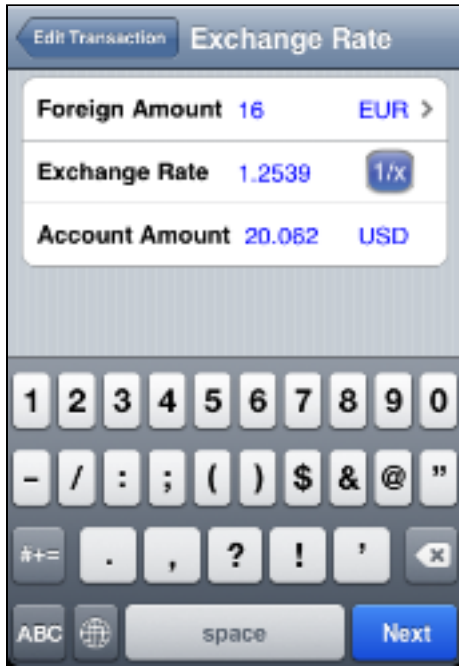 Edit Transaction Exchange Rate
Foreign Amount 16 EUR >
Exchange Rate 1.2539 1/x
Account Amount 20.062 USD
1 2 3 4 5 6 7 8 9 0
- / : ; ( ) $ & @ "
#+= . , ? ! '
ABC space Next